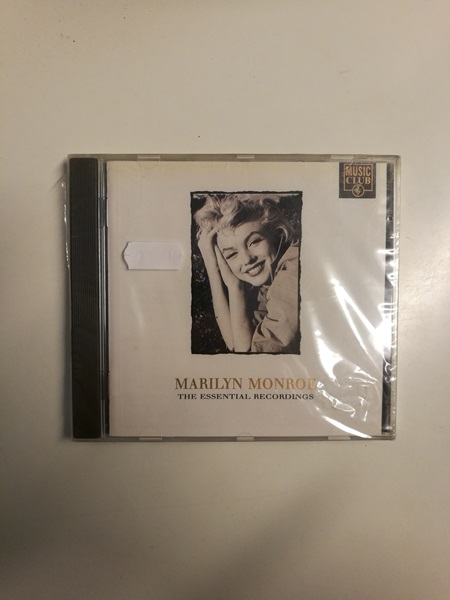 MUSIC
CLUB
MARILYN MONROE
THE ESSENTIAL RECORDINGS